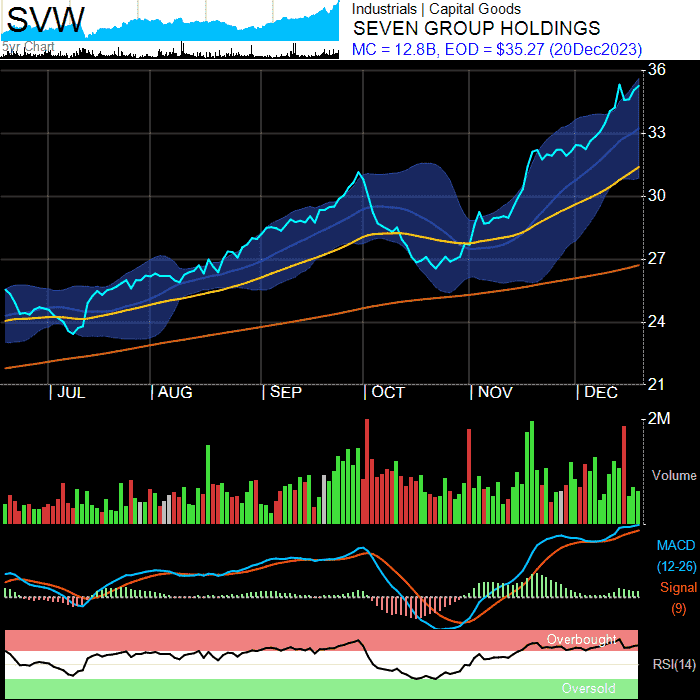 SVW
5yr Chart
Industrials | Capital Goods
SEVEN GROUP HOLDINGS
MC = 12.8B, EOD = $35.27 (20Dec2023)
36
33
30
27
24
21
| JUL | AUG | SEP | OCT | NOV | DEC
2M
Volume
MACD
(12-26)
Signal
(9)
Overbought
RSI(14)
Oversold